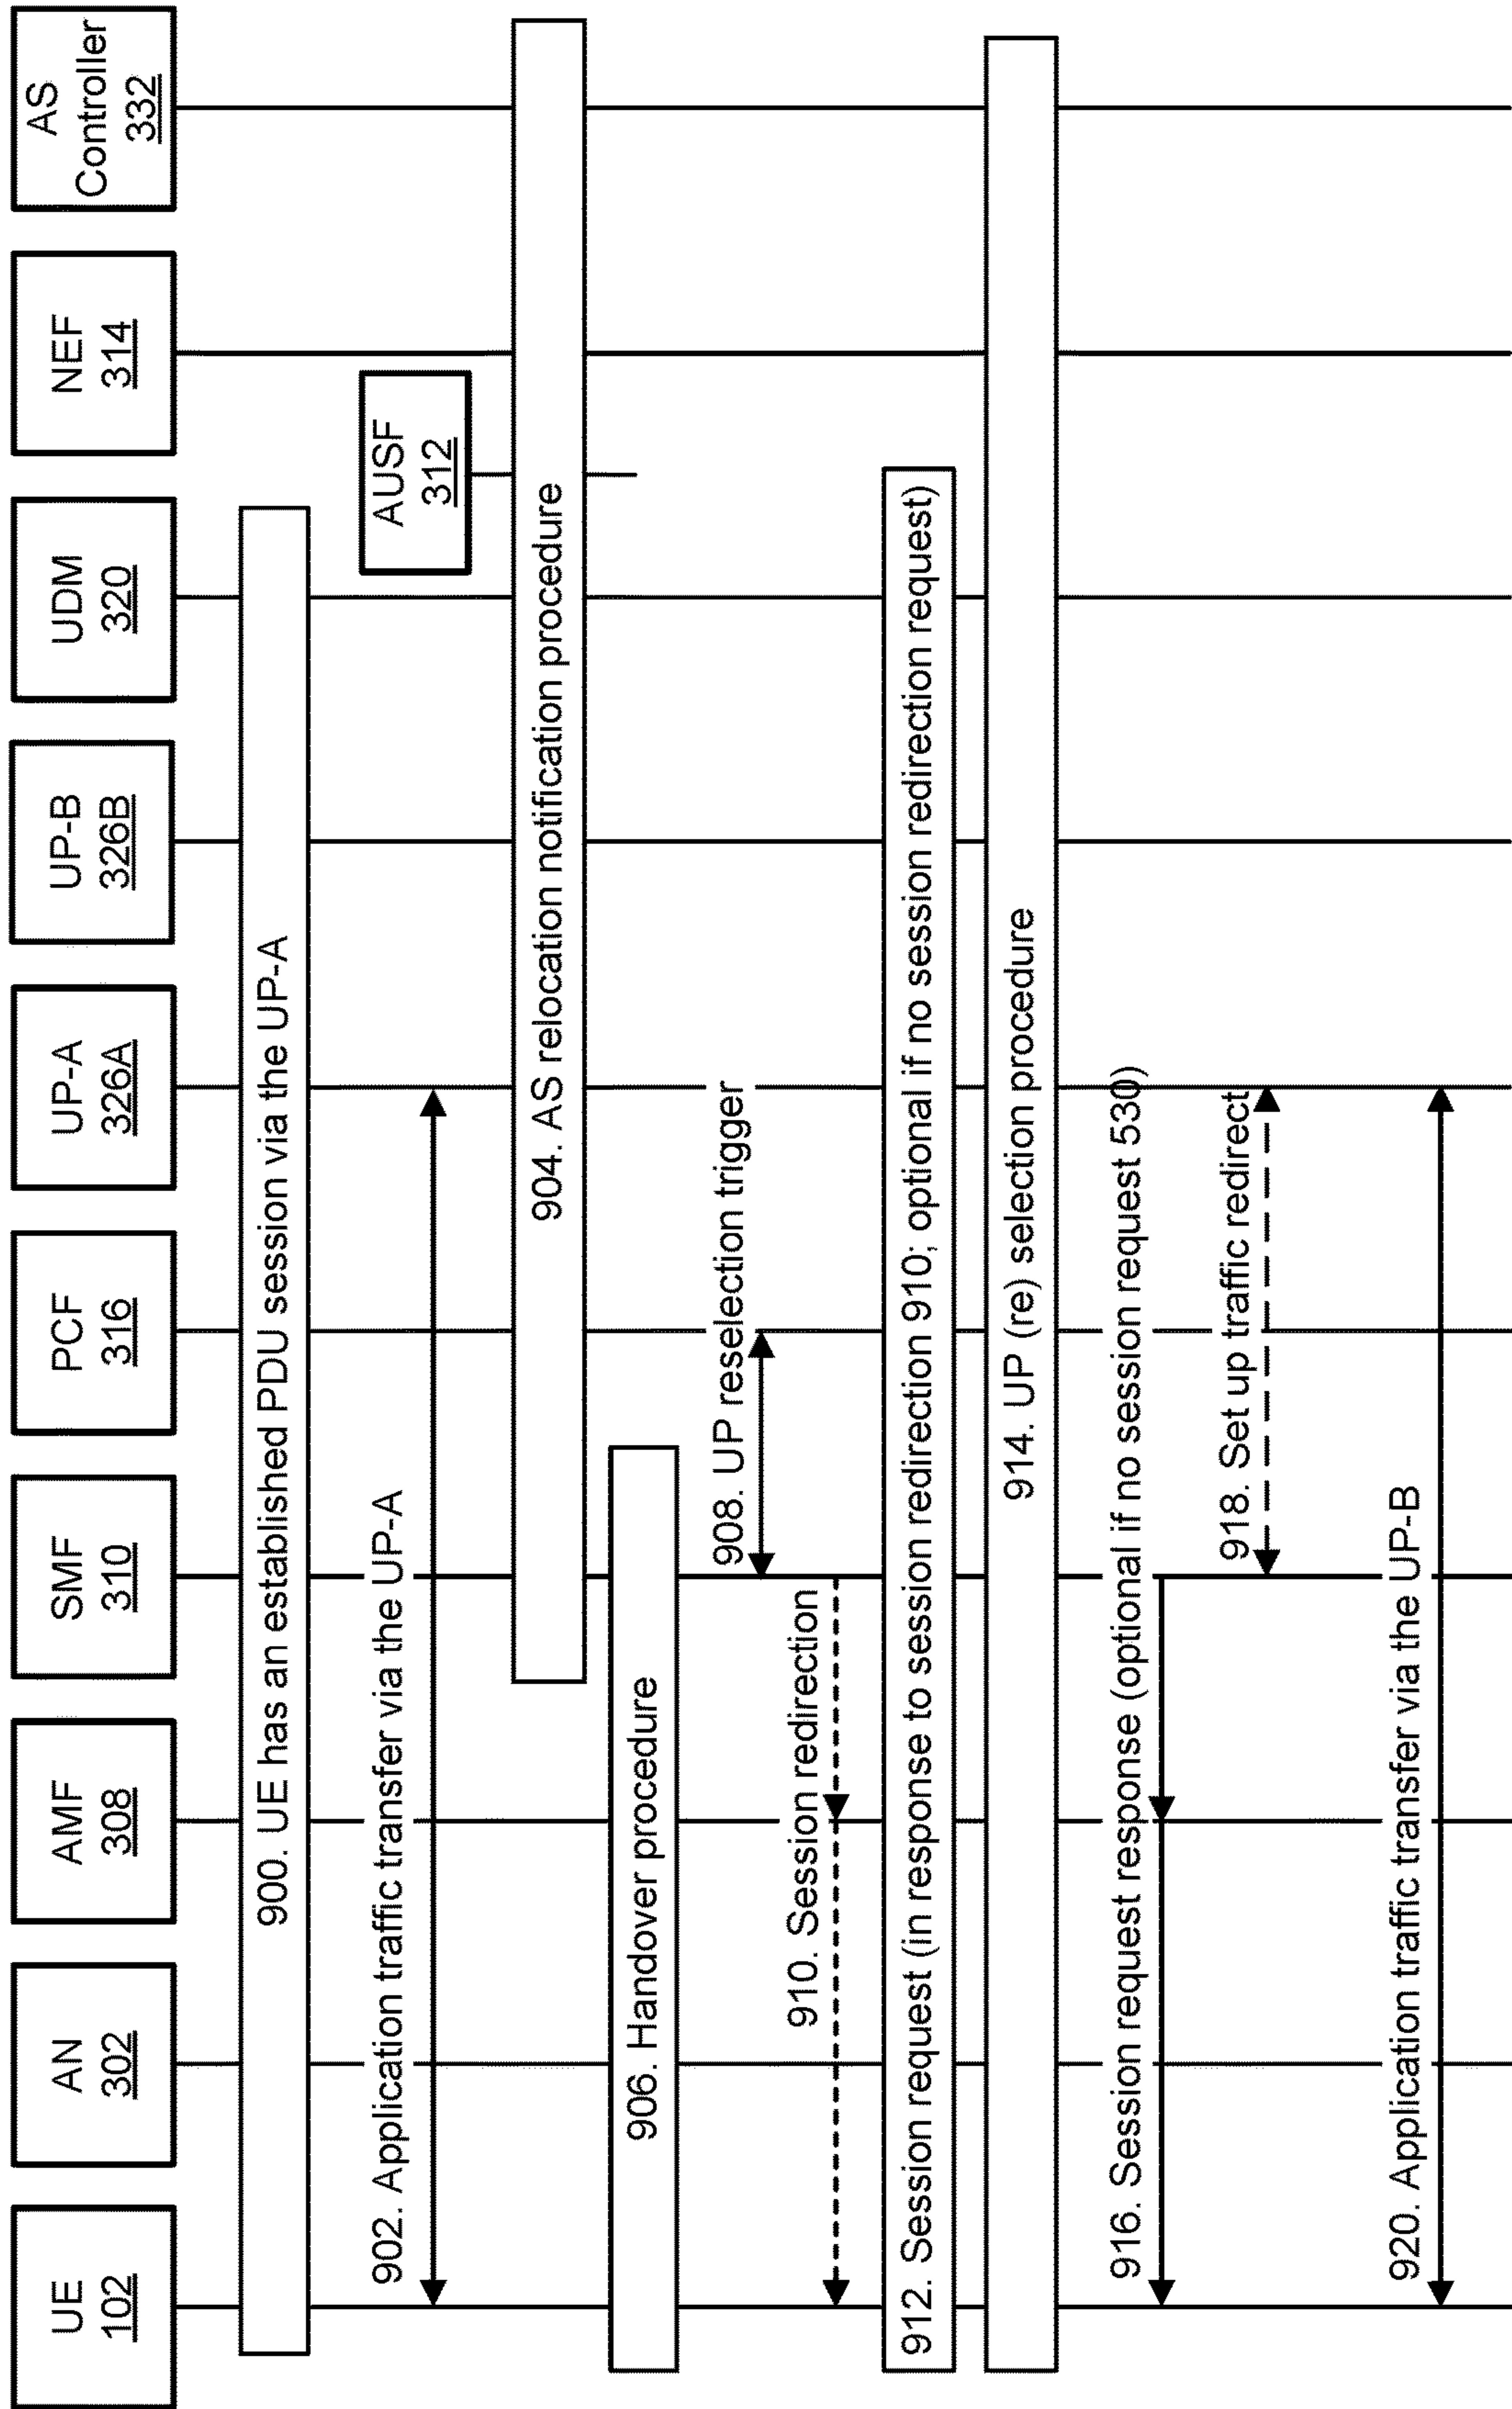 UE
102
AN
302
AMF
308
SMF
310
PCF
316
UP-A
326A
UP-B
326B
UDM
320
NEF
314
AS
Controller
332
900. UE has an established PDU session via the UP-A
AUSF
312
902. Application traffic transfer via the UP-A
904. AS relocation notification procedure
906. Handover procedure
908. UP reselection trigger
910. Session redirection
912. Session request (in response to session redirection 910; optional if no session redirection request)
914. UP (re) selection procedure
916. Session request response (optional if no session request 530)
918. Set up traffic redirect
920. Application traffic transfer via the UP-B